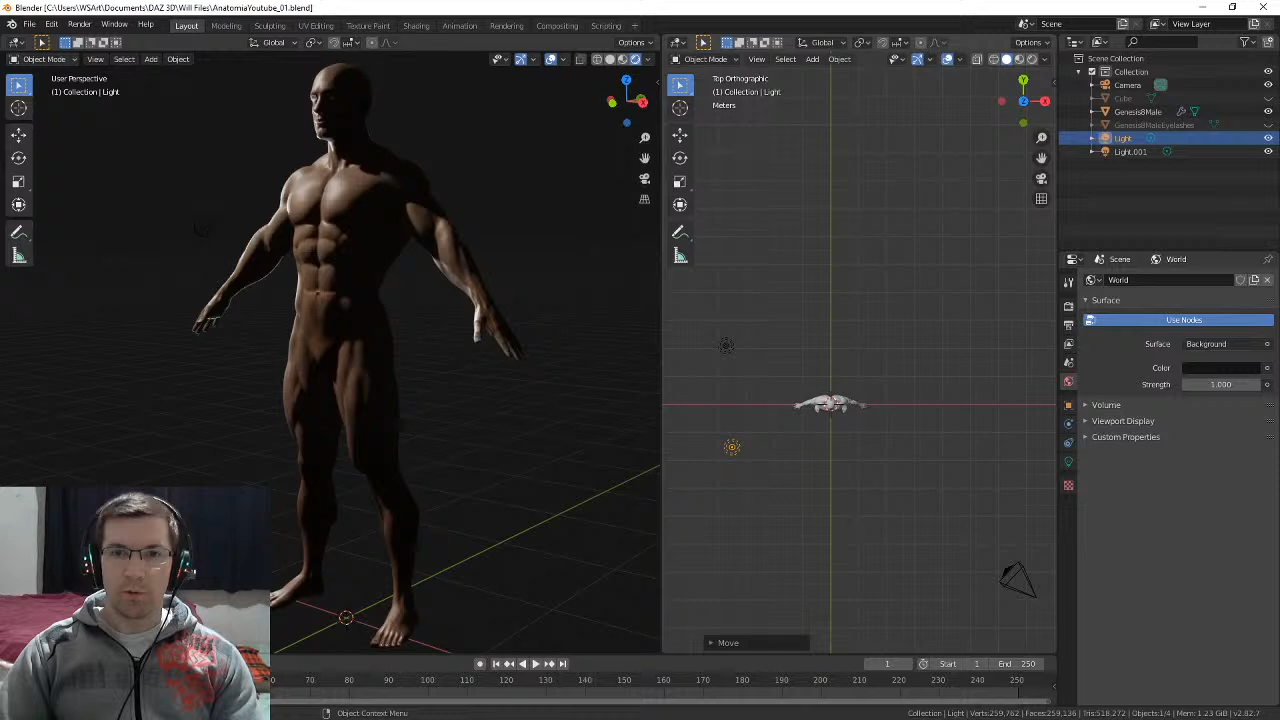 Blender [C:\Users\WSArt\Documents\DAZ 3D\Will Files\AnatomiaYoutube_01.blend]
File Edit Render Window Help Layout Modeling Sculpting UV Editing Texture Paint Shading Animation Rendering Compositing Scripting + Scene View Layer
Global Options Global Options
Object Mode View Select Add Object Object Mode View Select Add Object
Scene Collection
Collection
Camera
Cube
Genesis8Male
Genesis8MaleEyelashes
Light
Light.001
User Perspective
(1) Collection | Light
Z
Top Orthographic
(1) Collection | Light
Meters
Y
Z X
Scene World
World
Surface
Use Nodes
Surface Background
Color
Strength 1.000
Volume
Viewport Display
Custom Properties
Move
1 Start 1 End 250
60 70 80 90 100 110 120 130 140 150 160 170 180 190 200 210 220 230 240 250
Object Context Menu
Collection | Light | Verts:259,762 | Faces:259,136 | Tris:518,272 | Objects:1/4 | Mem: 1.23 GiB | v2.82.7